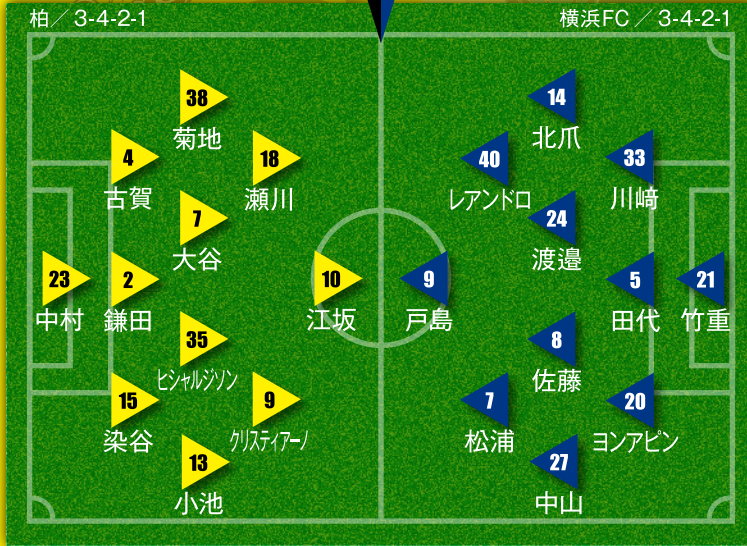 柏／3-4-2-1
横浜FC／3-4-2-1
38
菊地
4
古賀
18
瀬川
7
大谷
23
中村
2
鎌田
10
江坂
35
ヒシャルジソン
15
染谷
9
クリスティアーノ
13
小池
14
北爪
40
レアンドロ
33
川﨑
24
渡邉
9
戸島
5
田代
21
竹重
8
佐藤
7
松浦
20
ヨンアピン
27
中山